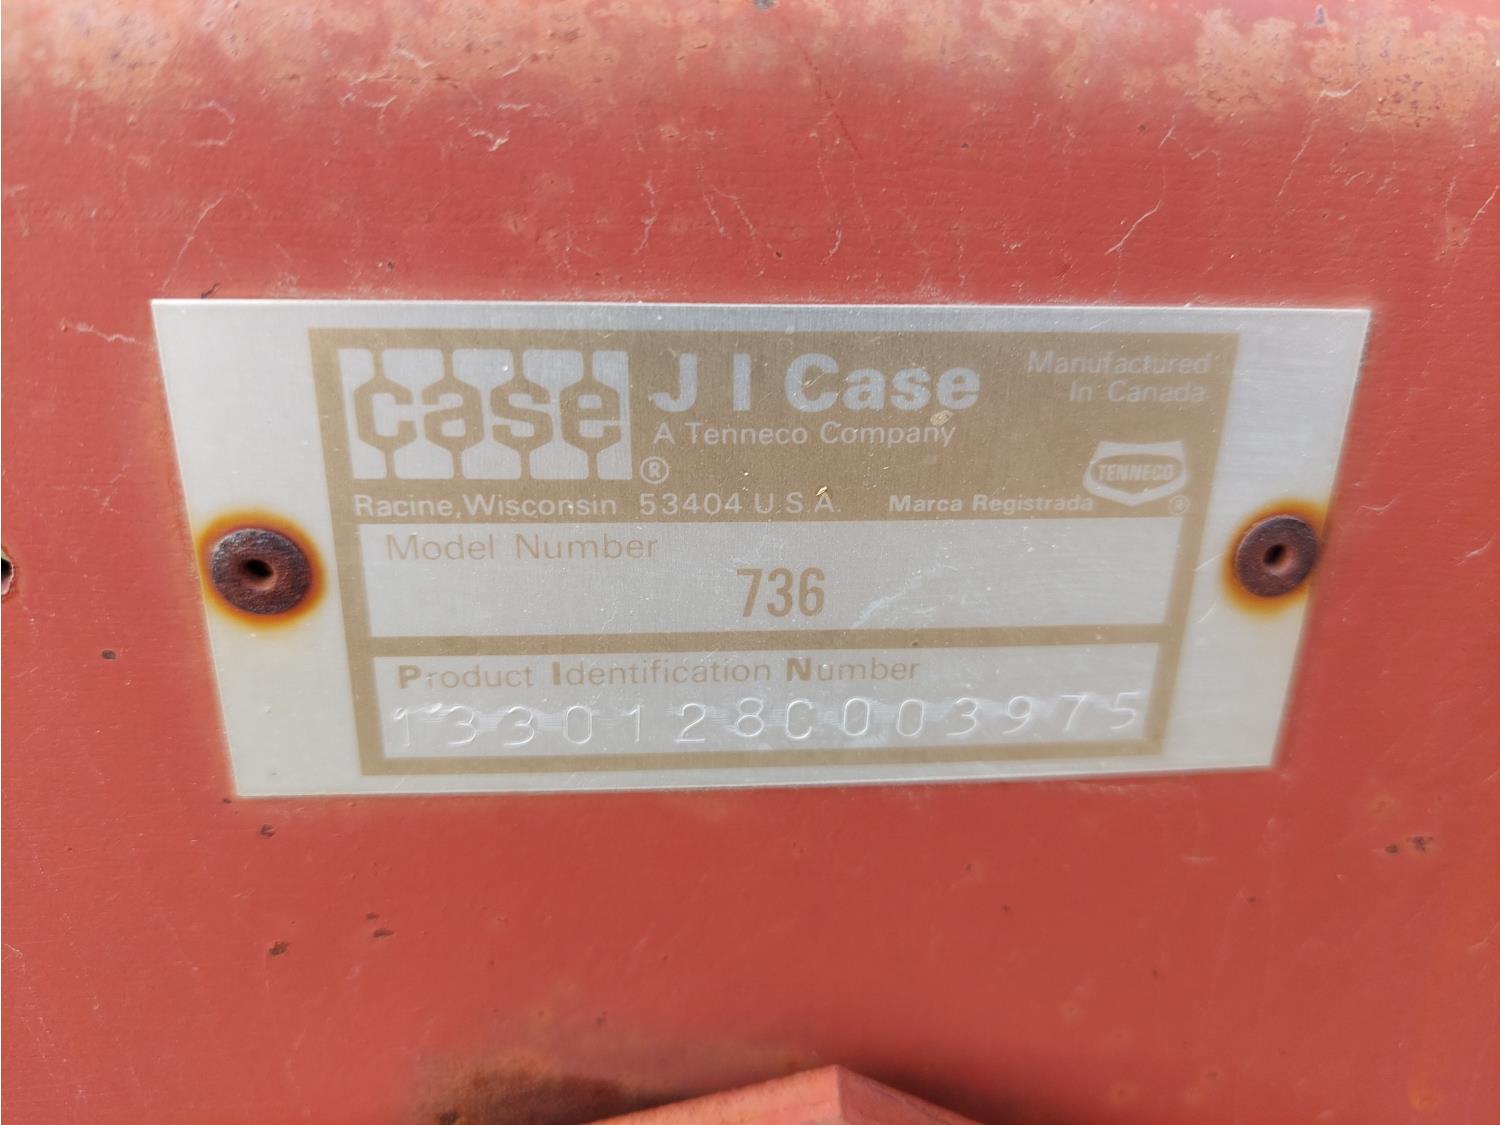 case
J I Case
Manufactured
In Canada
A Tenneco Company
TENNECO
®
®
Racine, Wisconsin 53404 U.S.A.
Marca Registrada
Model Number
736
Product Identification Number
1330128C003975